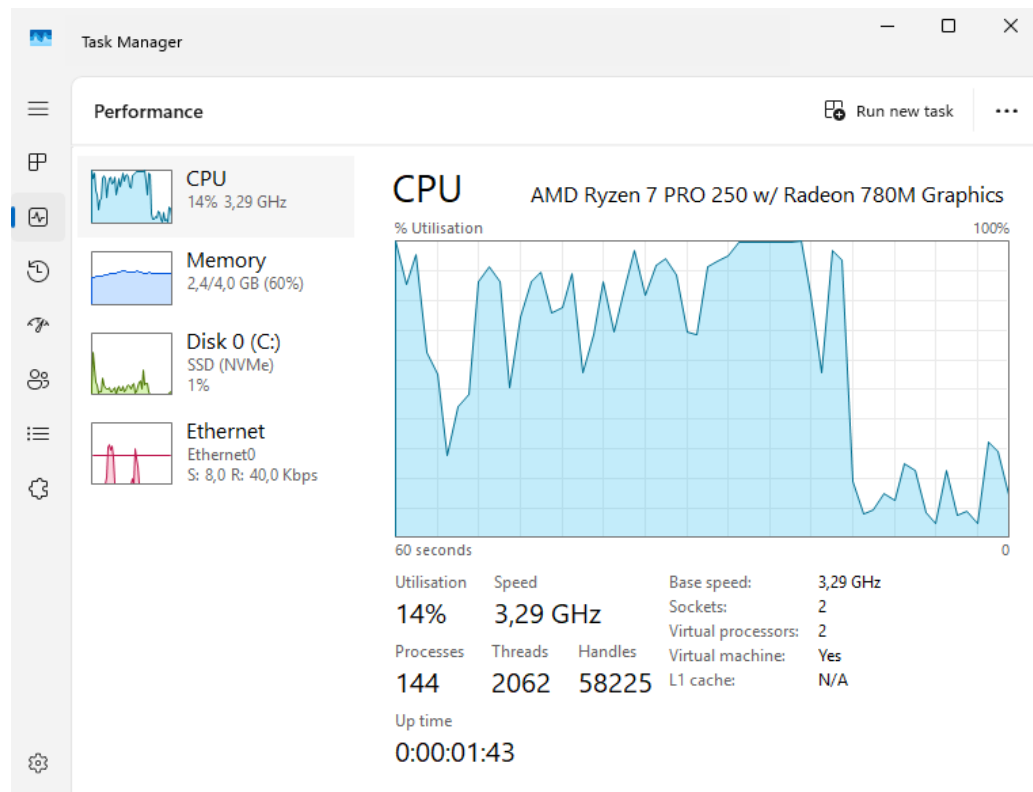 Task Manager
Performance
Run new task
CPU
14% 3,29 GHz
Memory
2,4/4,0 GB (60%)
Disk 0 (C:)
SSD (NVMe)
1%
Ethernet
Ethernet0
S: 8,0 R: 40,0 Kbps
CPU AMD Ryzen 7 PRO 250 w/ Radeon 780M Graphics
% Utilisation 100%
60 seconds 0
Utilisation Speed
14% 3,29 GHz
Processes Threads Handles
144 2062 58225
Up time
0:00:01:43
Base speed: 3,29 GHz
Sockets: 2
Virtual processors: 2
Virtual machine: Yes
L1 cache: N/A